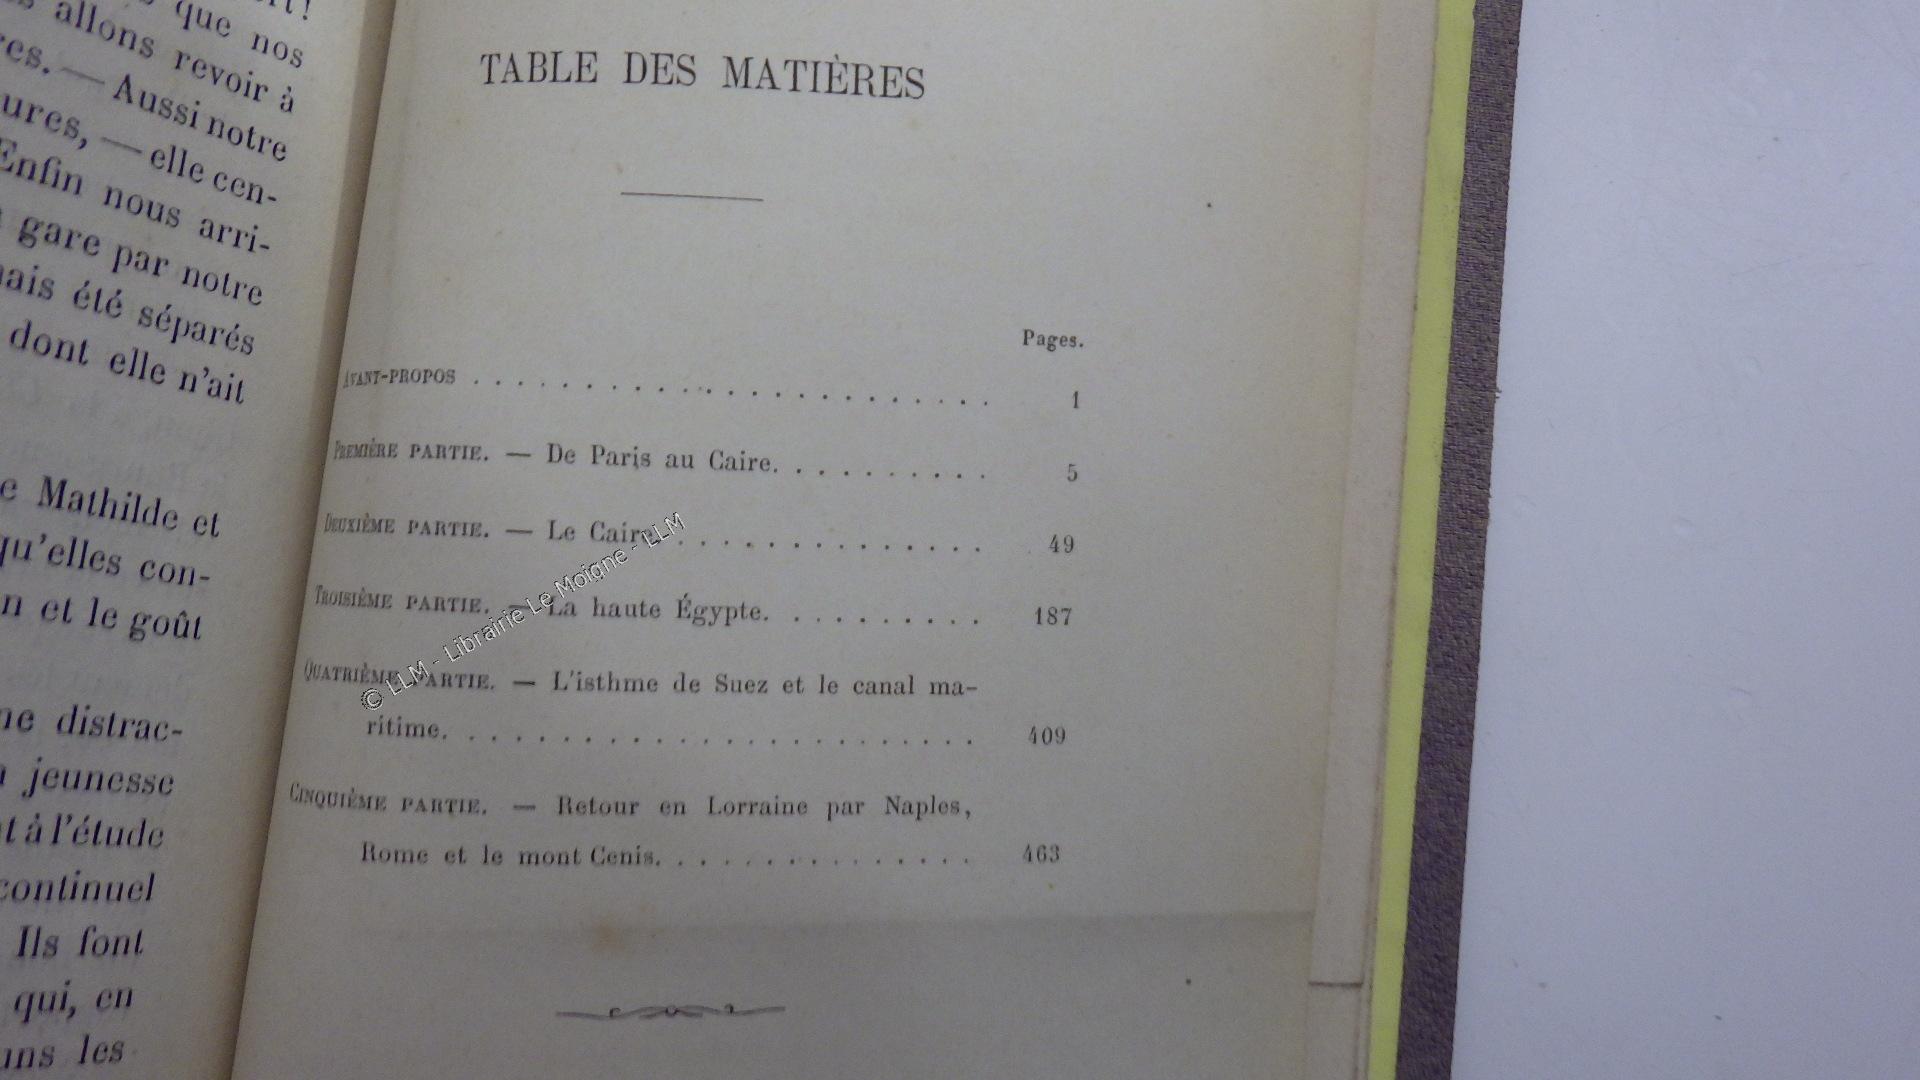 que nos
allons revoir à
res. — Aussi notre
ures, — elle cen-
Enfin nous arri-
gare par notre
nais été séparés
dont elle n'ait
e Mathilde et
qu'elles con-
n et le goût
ne distrac-
jeunesse
t à l'étude
continuel
Ils font
qui, en
les
TABLE DES MATIÈRES
Pages.
AVANT-PROPOS . . . . . . . . . . . . . . . . . . . . . . . 1
PREMIÈRE PARTIE. — De Paris au Caire. . . . . . . . . . 5
DEUXIÈME PARTIE. — Le Caire. . . . . . . . . . . . . . . 49
TROISIÈME PARTIE. — La haute Égypte. . . . . . . . . . 187
QUATRIÈME PARTIE. — L'isthme de Suez et le canal ma-
ritime. . . . . . . . . . . . . . . . . . . . . . . 409
CINQUIÈME PARTIE. — Retour en Lorraine par Naples,
Rome et le mont Cenis. . . . . . . . . . . . . . . 463
© LLM - Librairie Le Moigne - LLM